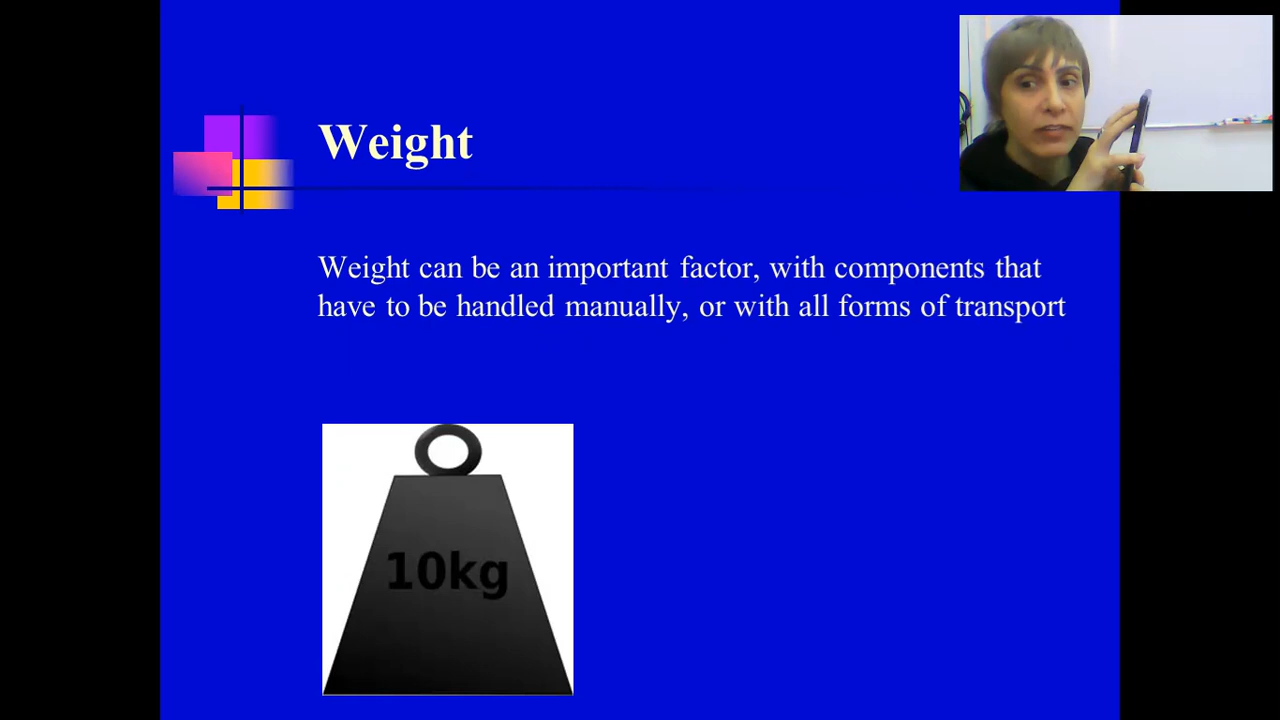 Weight
Weight can be an important factor, with components that
have to be handled manually, or with all forms of transport
10kg